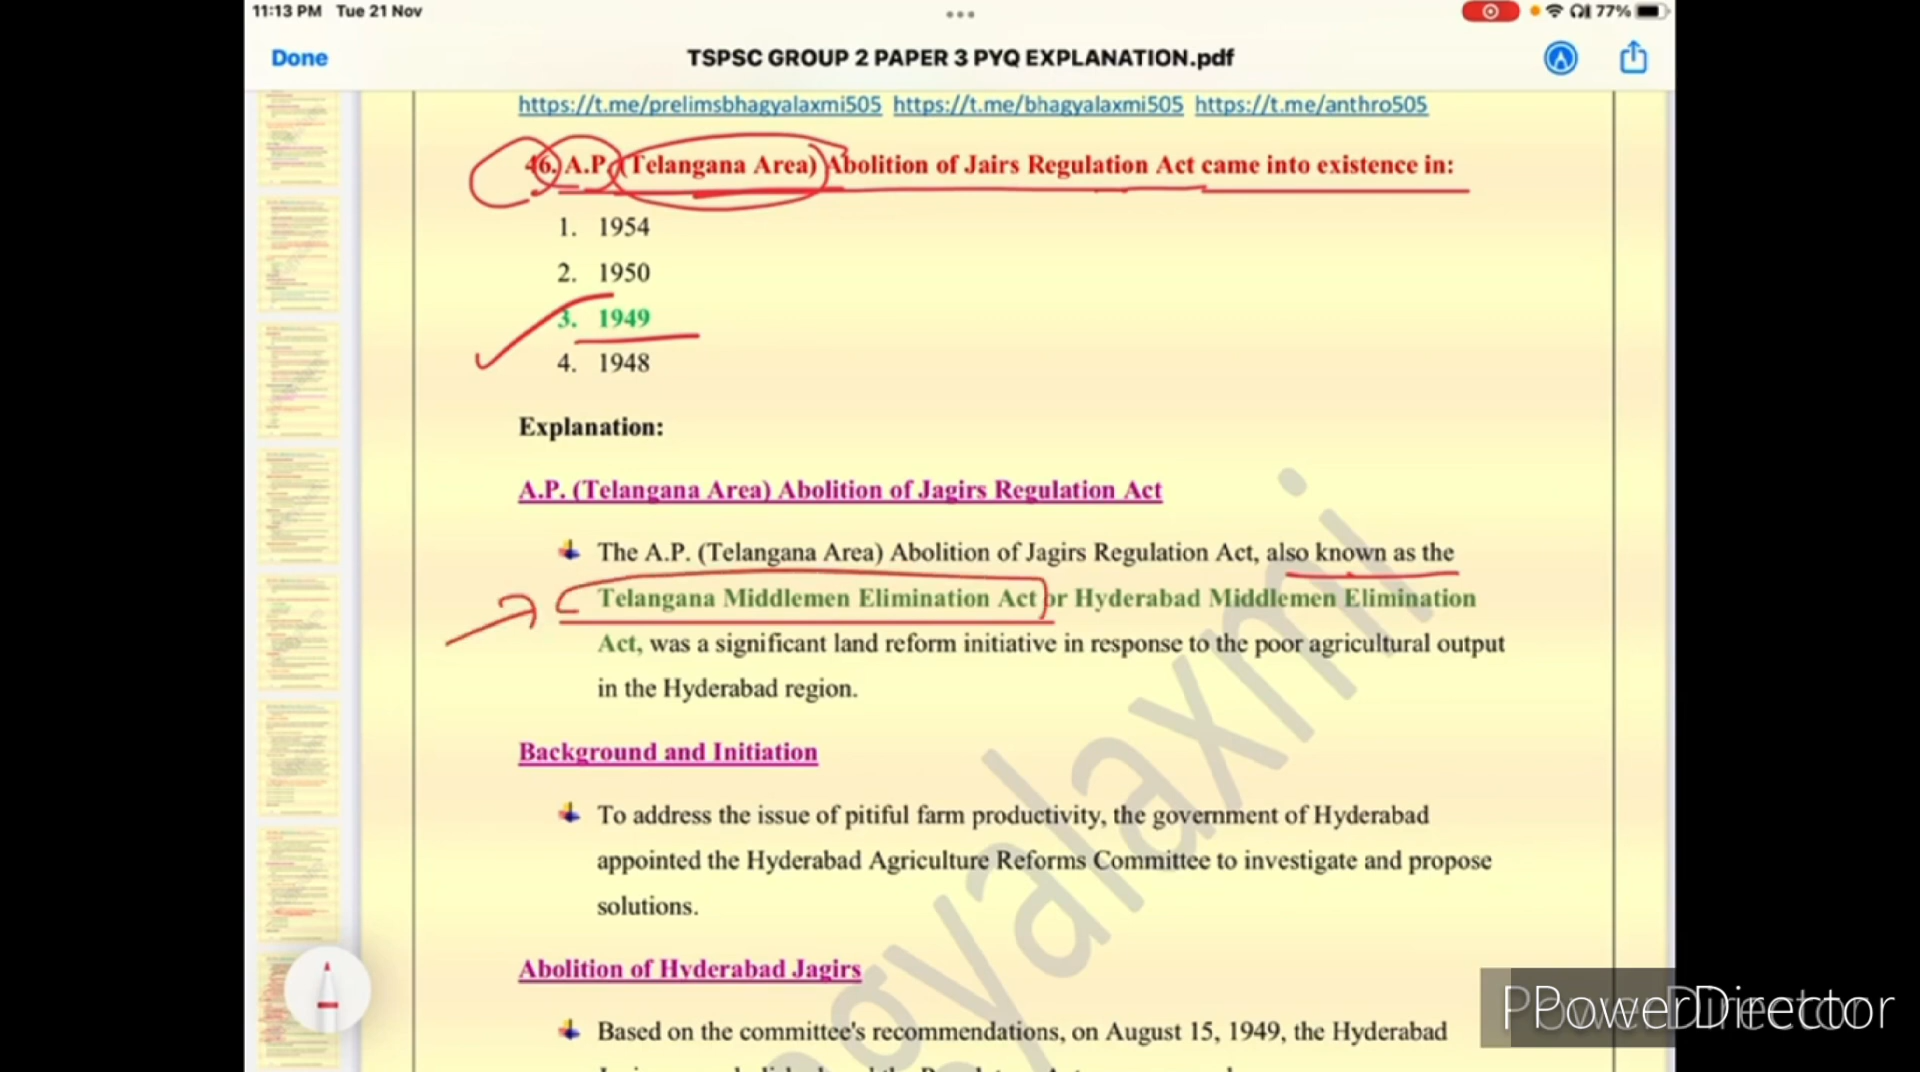 11:13 PM Tue 21 Nov
77%
Done
TSPSC GROUP 2 PAPER 3 PYQ EXPLANATION.pdf
https://t.me/prelimsbhagyalaxmi505 https://t.me/bhagyalaxmi505 https://t.me/anthro505
46. A.P. (Telangana Area) Abolition of Jairs Regulation Act came into existence in:
1. 1954
2. 1950
3. 1949
4. 1948
Explanation:
A.P. (Telangana Area) Abolition of Jagirs Regulation Act
The A.P. (Telangana Area) Abolition of Jagirs Regulation Act, also known as the
Telangana Middlemen Elimination Act or Hyderabad Middlemen Elimination
Act, was a significant land reform initiative in response to the poor agricultural output
in the Hyderabad region.
Background and Initiation
To address the issue of pitiful farm productivity, the government of Hyderabad
appointed the Hyderabad Agriculture Reforms Committee to investigate and propose
solutions.
Abolition of Hyderabad Jagirs
Based on the committee's recommendations, on August 15, 1949, the Hyderabad
gyalaxmi
PowerDirector